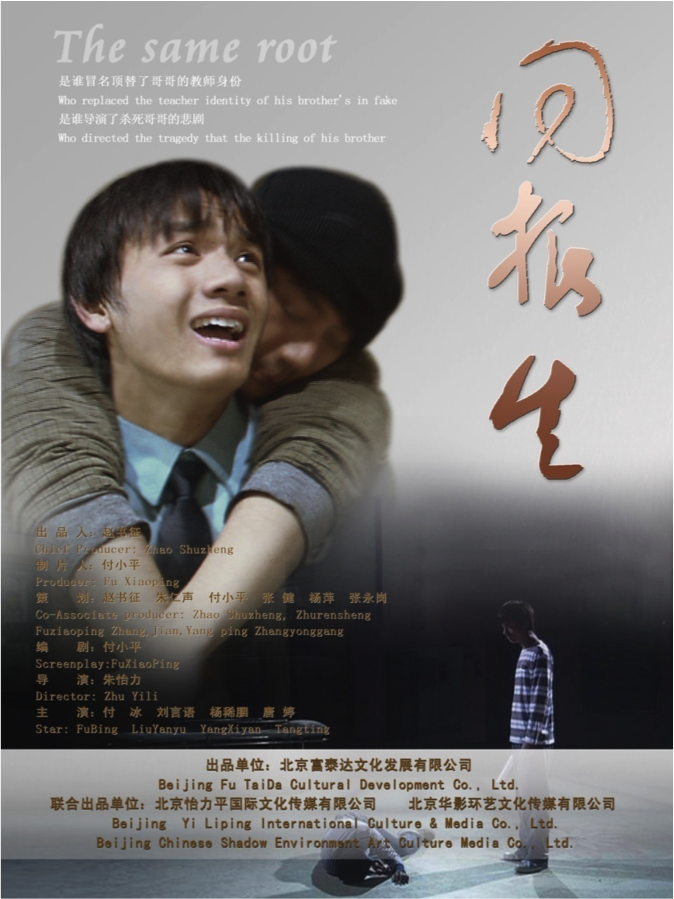 The same root
是谁冒名顶替了哥哥的教师身份
Who replaced the teacher identity of his brother's in fake
是谁导演了杀死哥哥的悲剧
Who directed the tragedy that the killing of his brother
同根生
出 品 人：赵书征
Chief Producer: Zhao Shuzheng
制 片 人：付小平
Producer: Fu Xiaoping
策    划：赵书征 朱仁声 付小平 张 健 杨萍 张永岗
Co-Associate producer: Zhao Shuzheng, Zhurensheng
Fuxiaoping Zhang,jian,Yang ping Zhangyonggang
编    剧：付小平
Screenplay:FuXiaoPing
导    演：朱怡力
Director: Zhu Yili
主    演：付 冰 刘言语 杨稀胭 唐 婷
Star: FuBing LiuYanyu YangXiyan Tangting
出品单位：北京富泰达文化发展有限公司
Beijing Fu TaiDa Cultural Development Co., Ltd.
联合出品单位：北京怡力平国际文化传媒有限公司 北京华影环艺文化传媒有限公司
Beijing Yi Liping International Culture & Media Co., Ltd.
Beijing Chinese Shadow Environment Art Culture Media Co., Ltd.